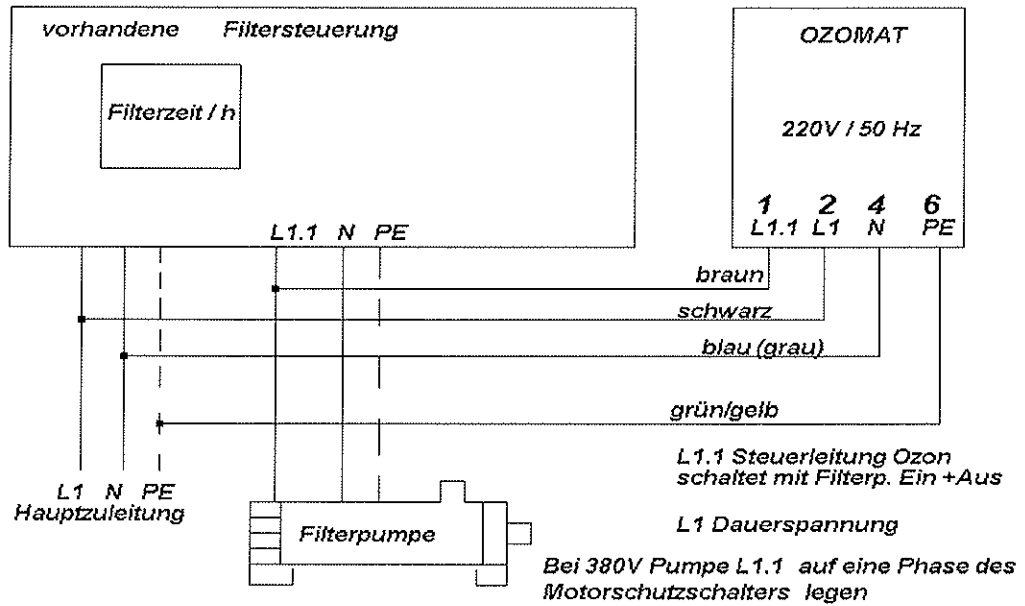 vorhandene Filtersteuerung
Filterzeit / h
L1.1 N PE
OZOMAT
220V / 50 Hz
1 2 4 6
L1.1 L1 N PE
braun
schwarz
blau (grau)
grün/gelb
L1 N PE
Hauptzuleitung
Filterpumpe
L1.1 Steuerleitung Ozon
schaltet mit Filterp. Ein +Aus
L1 Dauerspannung
Bei 380V Pumpe L1.1 auf eine Phase des
Motorschutzschalters legen